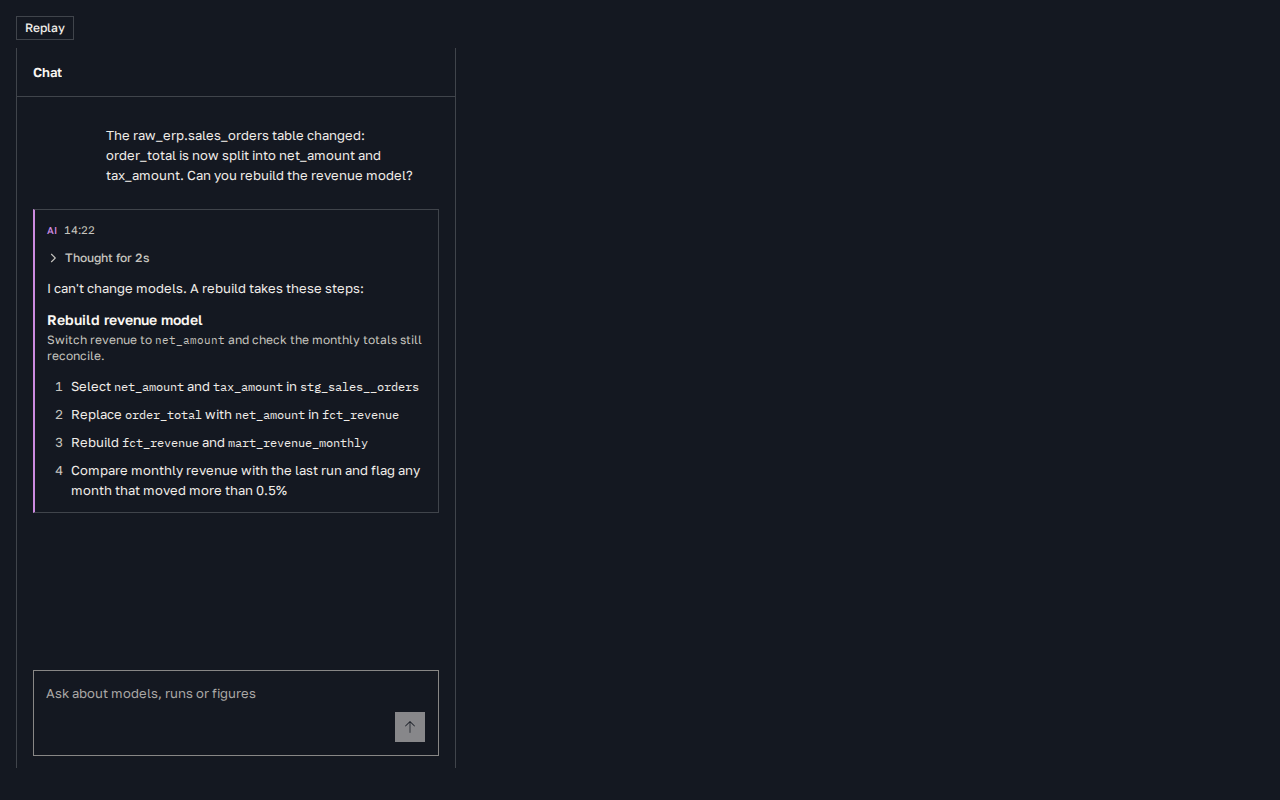 Replay
Chat
The raw_erp.sales_orders table changed:
order_total is now split into net_amount and
tax_amount. Can you rebuild the revenue model?
AI 14:22
Thought for 2s
I can't change models. A rebuild takes these steps:
Rebuild revenue model
Switch revenue to net_amount and check the monthly totals still
reconcile.
1 Select net_amount and tax_amount in stg_sales__orders
2 Replace order_total with net_amount in fct_revenue
3 Rebuild fct_revenue and mart_revenue_monthly
4 Compare monthly revenue with the last run and flag any
month that moved more than 0.5%
Ask about models, runs or figures